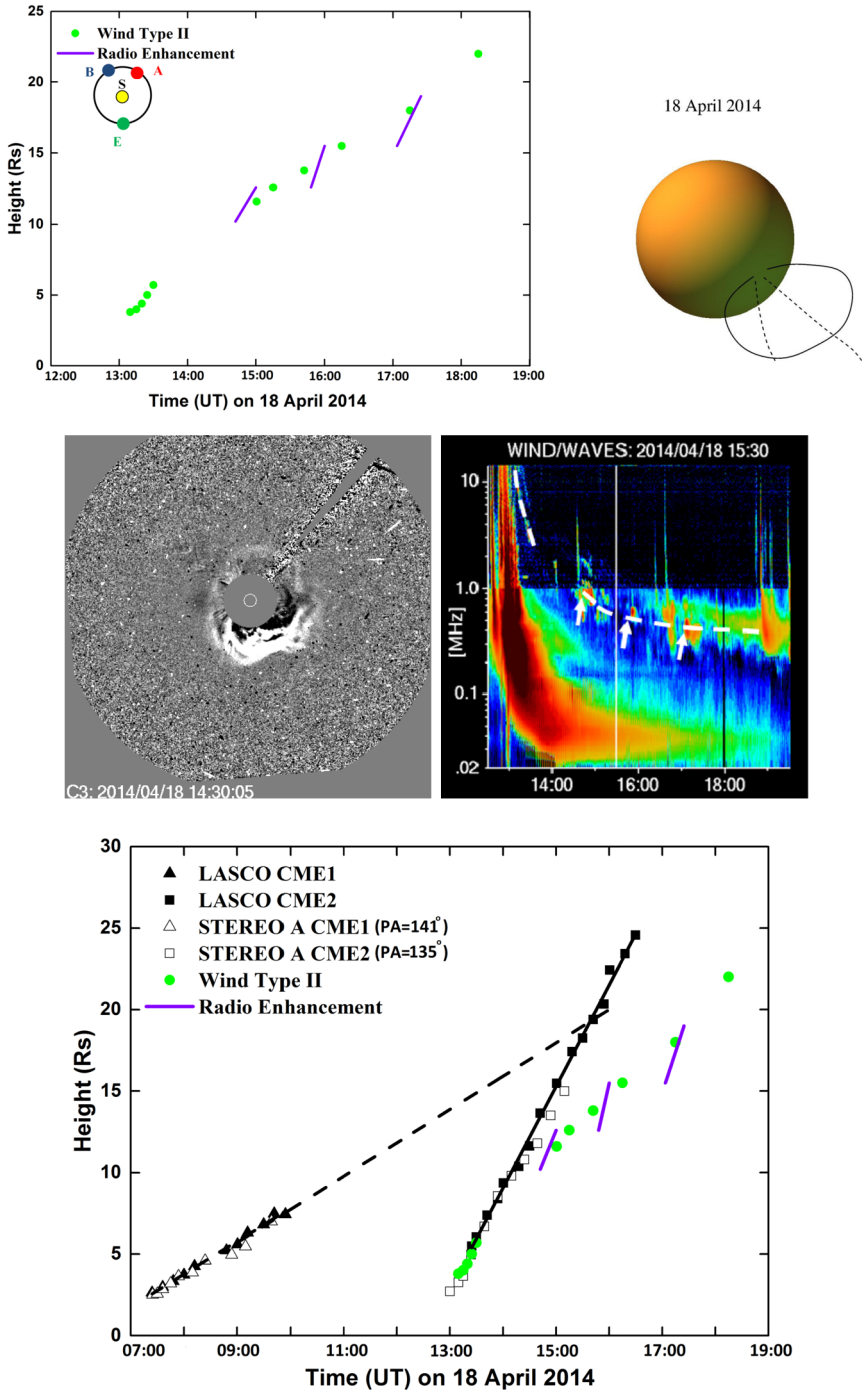 25
20
15
10
5
0
Height (Rs)
Wind Type II
Radio Enhancement
B
A
S
E
12:00 13:00 14:00 15:00 16:00 17:00 18:00 19:00
Time (UT) on 18 April 2014
18 April 2014
C3: 2014/04/18 14:30:05
WIND/WAVES: 2014/04/18 15:30
10
1.0
[MHz]
0.1
.02
14:00 16:00 18:00
30
25
20
15
10
5
0
Height (Rs)
LASCO CME1
LASCO CME2
STEREO A CME1 (PA=141°)
STEREO A CME2 (PA=135°)
Wind Type II
Radio Enhancement
07:00 09:00 11:00 13:00 15:00 17:00 19:00
Time (UT) on 18 April 2014